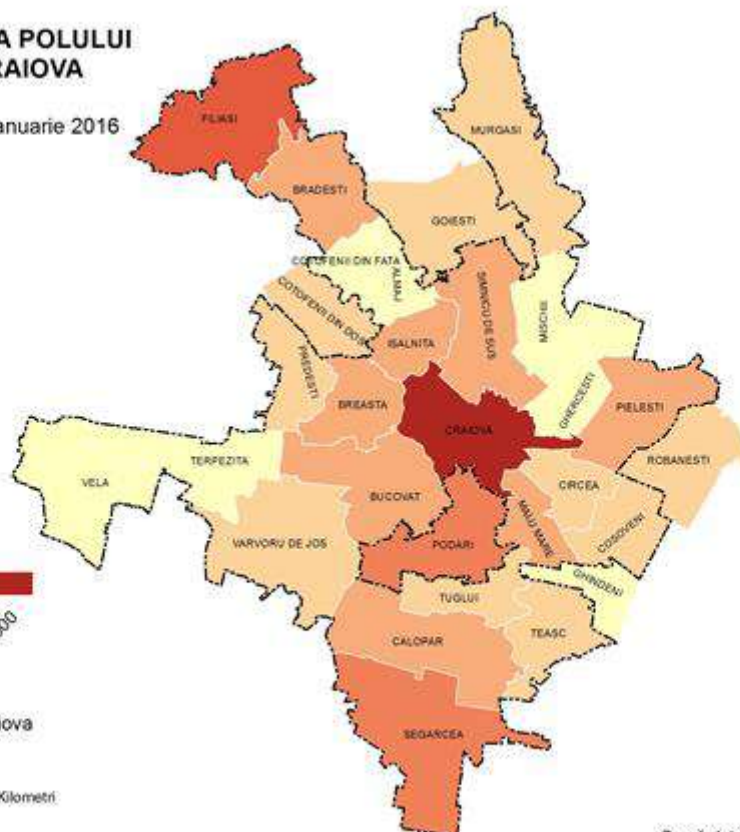 A POLULUI
RAIOVA
anuarie 2016
FILIASI
MURGASI
BRADESTI
GOIESTI
COTOFENII DIN FATA
ALMAJ
COTOFENII DIN DOS
SIMNICU DE SUS
MISCHII
ISALNITA
PREDESTI
BREASTA
GHERCESTI
PIELESTI
CRAIOVA
ROBANESTI
TERPEZITA
VELA
CIRCEA
BUCOVAT
MALU MARE
COSOVENI
VARVORU DE JOS
PODARI
GHINDENI
TUGLUI
TEASC
CALOPAR
iova
SEGARCEA
Kilometri